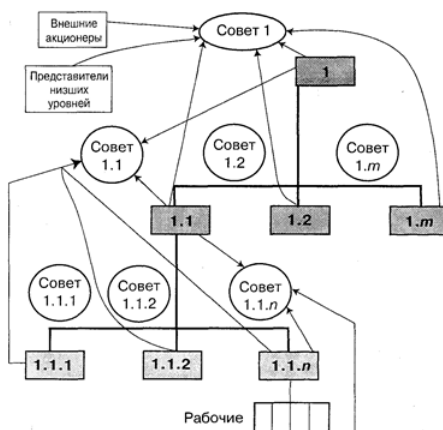 Внешние
акционеры
Совет 1
Представители
низших
уровней
1
Совет
1.1
Совет
1.2
Совет
1.m
1.1
1.2
1.m
Совет
1.1.1
Совет
1.1.2
Совет
1.1.n
1.1.1
1.1.2
1.1.n
Рабочие